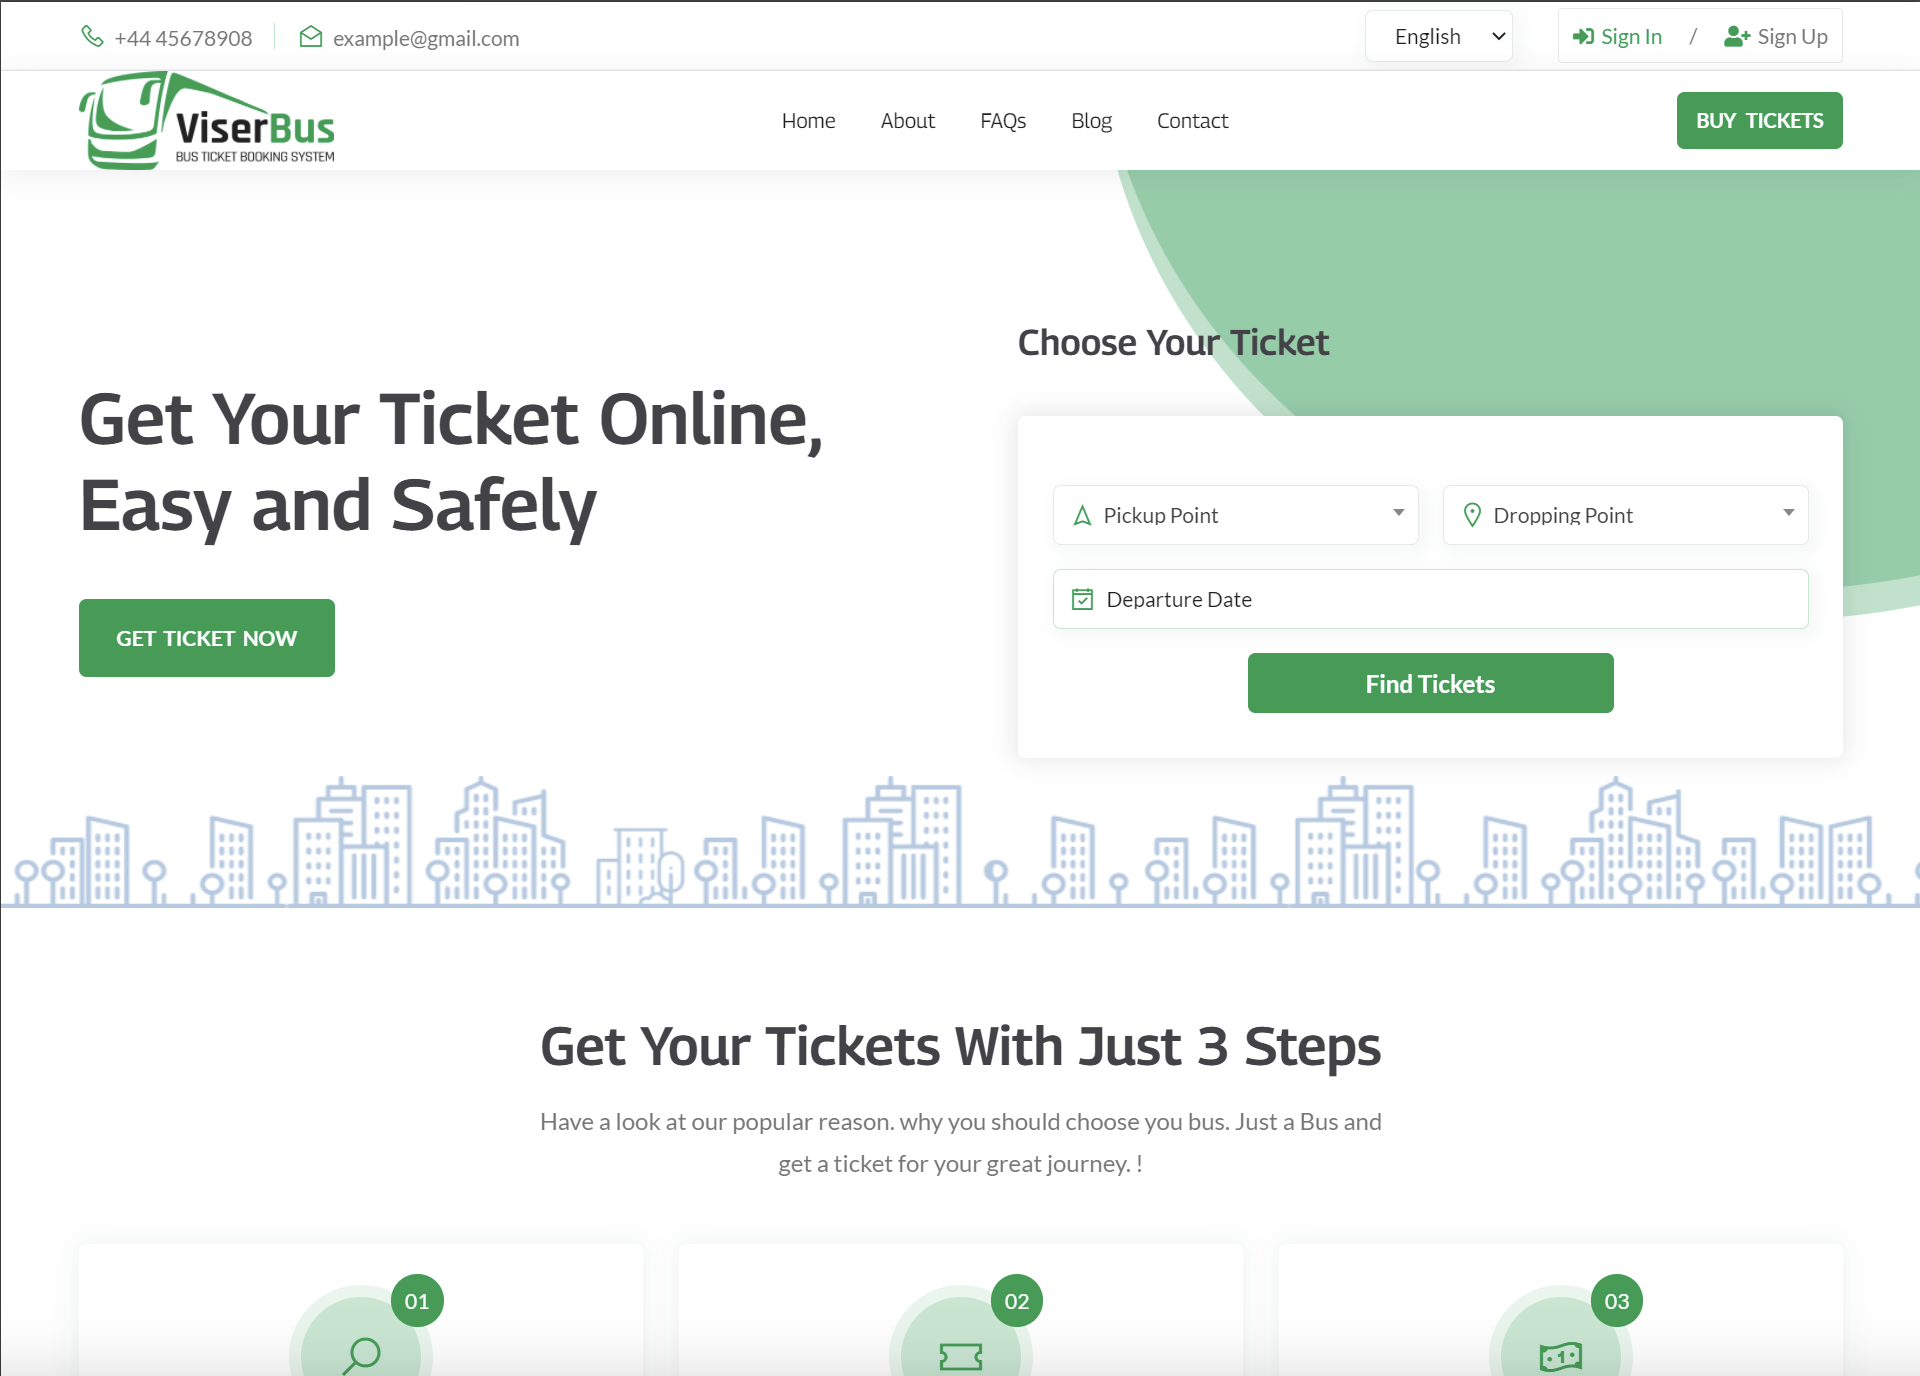 +44 45678908
example@gmail.com
English
Sign In / Sign Up
ViserBus
BUS TICKET BOOKING SYSTEM
Home
About
FAQs
Blog
Contact
BUY TICKETS
Get Your Ticket Online,
Easy and Safely
GET TICKET NOW
Choose Your Ticket
Pickup Point
Dropping Point
Departure Date
Find Tickets
Get Your Tickets With Just 3 Steps
Have a look at our popular reason. why you should choose you bus. Just a Bus and
get a ticket for your great journey. !
01
02
03
1